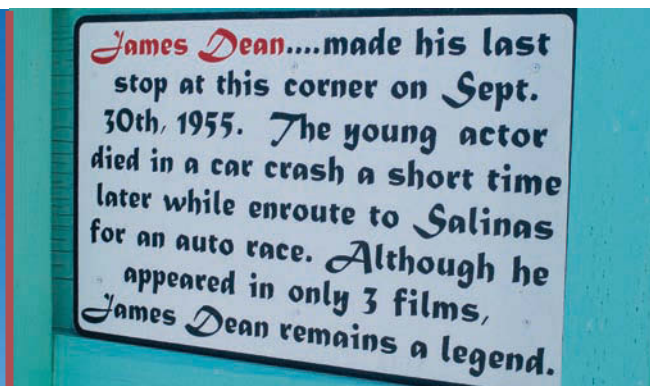 James Dean....made his last
stop at this corner on Sept.
30th, 1955. The young actor
died in a car crash a short time
later while enroute to Salinas
for an auto race. Although he
appeared in only 3 films,
James Dean remains a legend.